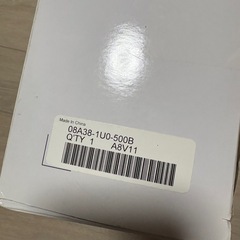 Made In China
08A38-1U0-500B
Q'TY 1 A8V11